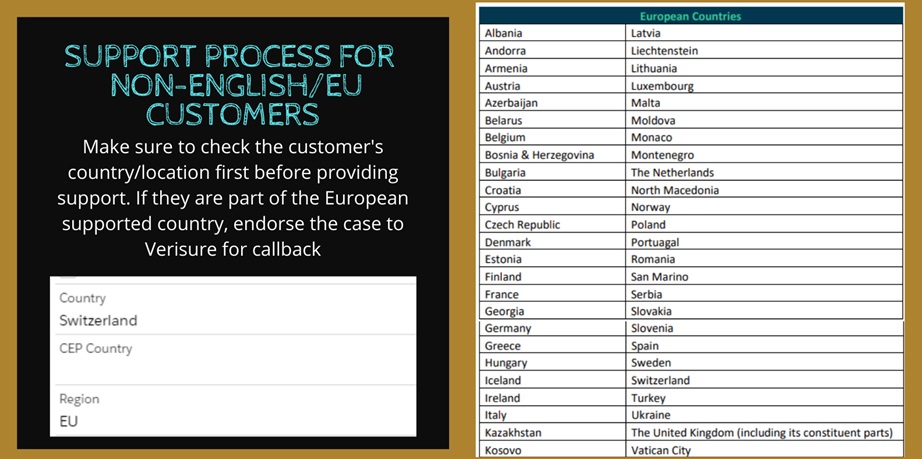 SUPPORT PROCESS FOR
NON-ENGLISH/EU
CUSTOMERS
Make sure to check the customer's
country/location first before providing
support. If they are part of the European
supported country, endorse the case to
Verisure for callback
Country
Switzerland
CEP Country
Region
EU
European Countries
Albania Latvia
Andorra Liechtenstein
Armenia Lithuania
Austria Luxembourg
Azerbaijan Malta
Belarus Moldova
Belgium Monaco
Bosnia & Herzegovina Montenegro
Bulgaria The Netherlands
Croatia North Macedonia
Cyprus Norway
Czech Republic Poland
Denmark Portuagal
Estonia Romania
Finland San Marino
France Serbia
Georgia Slovakia
Germany Slovenia
Greece Spain
Hungary Sweden
Iceland Switzerland
Ireland Turkey
Italy Ukraine
Kazakhstan The United Kingdom (including its constituent parts)
Kosovo Vatican City